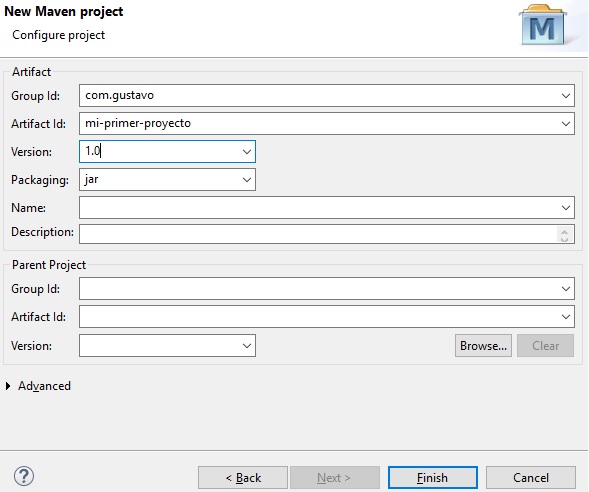 New Maven project
Configure project
M
Artifact
Group Id: com.gustavo
Artifact Id: mi-primer-proyecto
Version: 1.0
Packaging: jar
Name:
Description:
Parent Project
Group Id:
Artifact Id:
Version: Browse... Clear
Advanced
? < Back Next > Finish Cancel